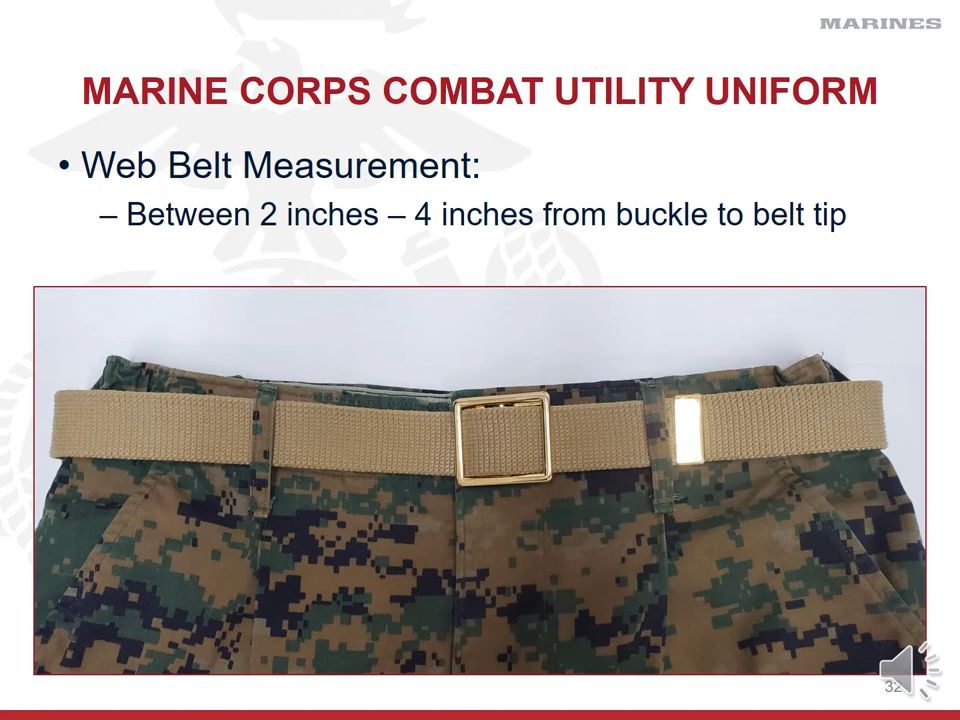 MARINES
MARINE CORPS COMBAT UTILITY UNIFORM
• Web Belt Measurement:
– Between 2 inches – 4 inches from buckle to belt tip
32